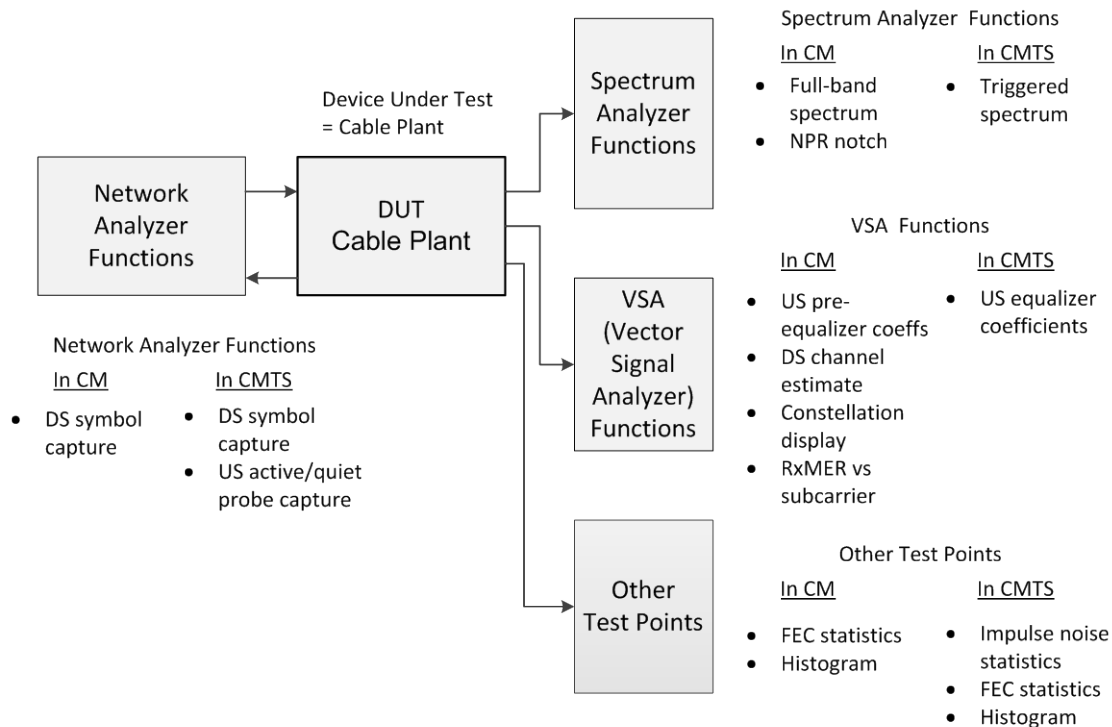 Device Under Test
= Cable Plant
Network
Analyzer
Functions
DUT
Cable Plant
Spectrum
Analyzer
Functions
VSA
(Vector
Signal
Analyzer)
Functions
Other
Test Points
Network Analyzer Functions
In CM
• DS symbol
capture
In CMTS
• DS symbol
capture
• US active/quiet
probe capture
Spectrum Analyzer Functions
In CM
• Full-band
spectrum
• NPR notch
In CMTS
• Triggered
spectrum
VSA Functions
In CM
• US pre-
equalizer coeffs
• DS channel
estimate
• Constellation
display
• RxMER vs
subcarrier
In CMTS
• US equalizer
coefficients
Other Test Points
In CM
• FEC statistics
• Histogram
In CMTS
• Impulse noise
statistics
• FEC statistics
• Histogram